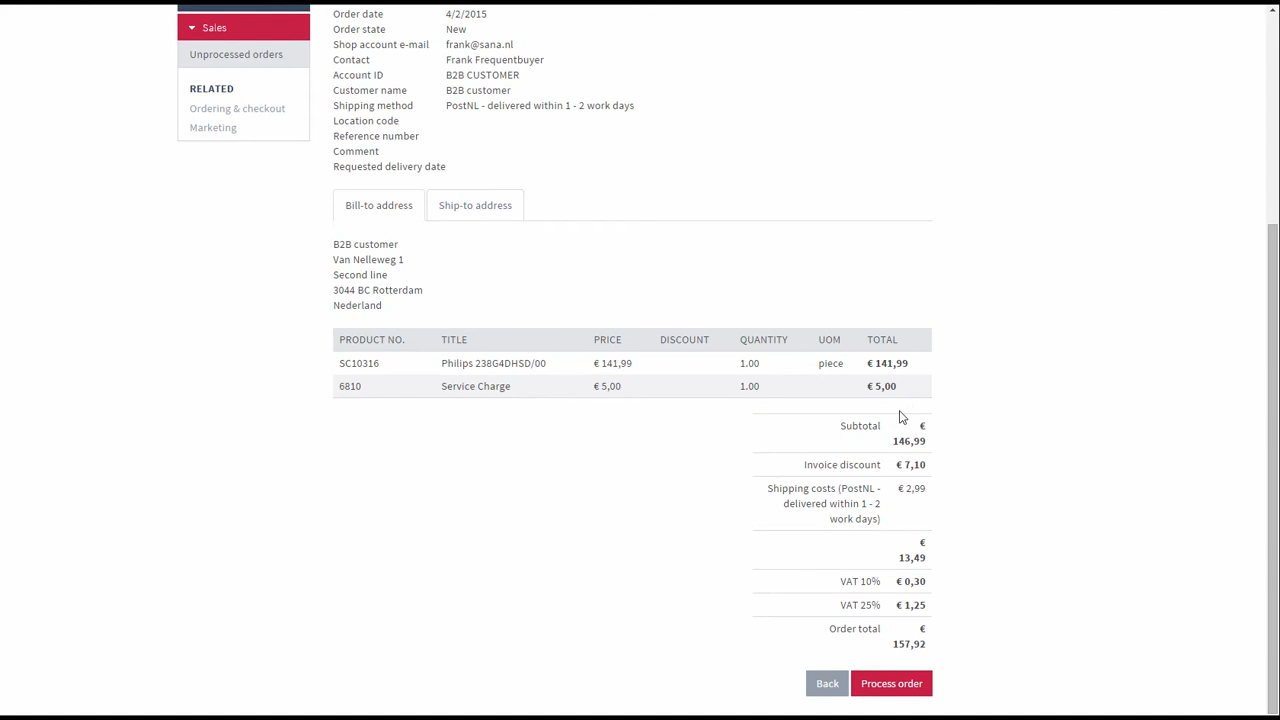 Sales
Unprocessed orders
RELATED
Ordering & checkout
Marketing
Order date 4/2/2015
Order state New
Shop account e-mail frank@sana.nl
Contact Frank Frequentbuyer
Account ID B2B CUSTOMER
Customer name B2B customer
Shipping method PostNL - delivered within 1 - 2 work days
Location code
Reference number
Comment
Requested delivery date
Bill-to address Ship-to address
B2B customer
Van Nelleweg 1
Second line
3044 BC Rotterdam
Nederland
PRODUCT NO. TITLE PRICE DISCOUNT QUANTITY UOM TOTAL
SC10316 Philips 238G4DHSD/00 € 141,99 1.00 piece € 141,99
6810 Service Charge € 5,00 1.00 € 5,00
Subtotal €
146,99
Invoice discount € 7,10
Shipping costs (PostNL - € 2,99
delivered within 1 - 2
work days)
€
13,49
VAT 10% € 0,30
VAT 25% € 1,25
Order total €
157,92
Back Process order